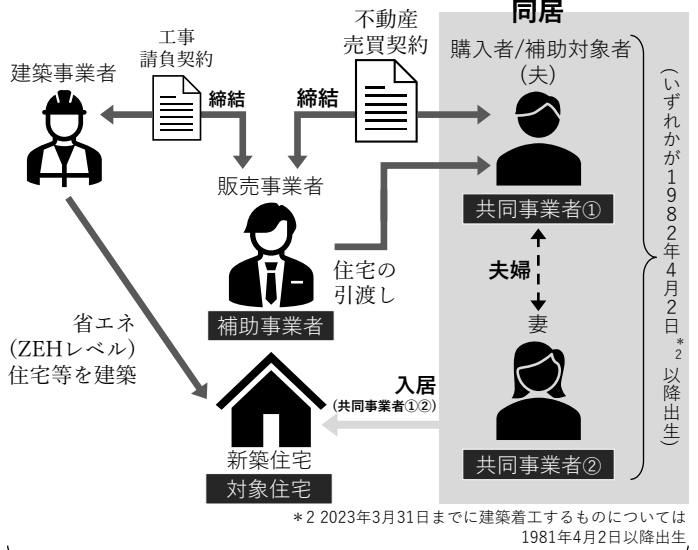 同居
不動産
売買契約
工事
請負契約
建築事業者
購入者/補助対象者
(夫)
締結
締結
販売事業者
共同事業者①
(いずれかが1982年4月2日*2以降出生)
住宅の
引渡し
夫婦
補助事業者
妻
省エネ
(ZEHレベル)
住宅等を建築
入居
(共同事業者①②)
新築住宅
共同事業者②
対象住宅
*2 2023年3月31日までに建築着工するものについては
1981年4月2日以降出生